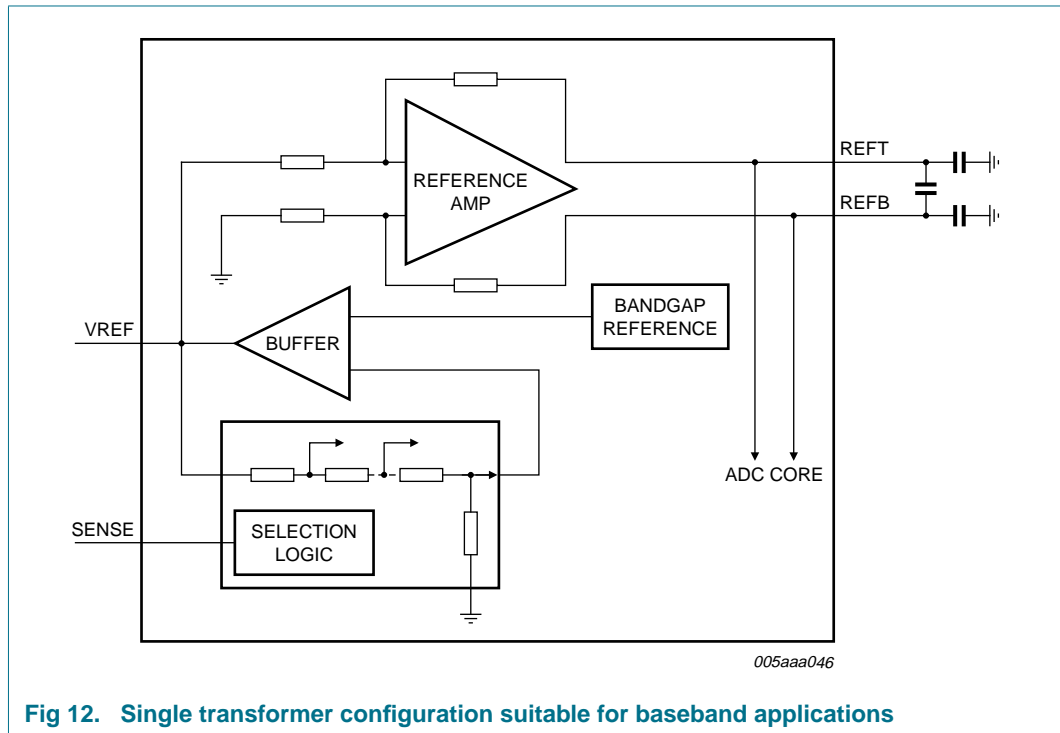 REFERENCE
AMP
REFT
REFB
BANDGAP
REFERENCE
VREF
BUFFER
ADC CORE
SENSE
SELECTION
LOGIC
005aaa046
Fig 12. Single transformer configuration suitable for baseband applications